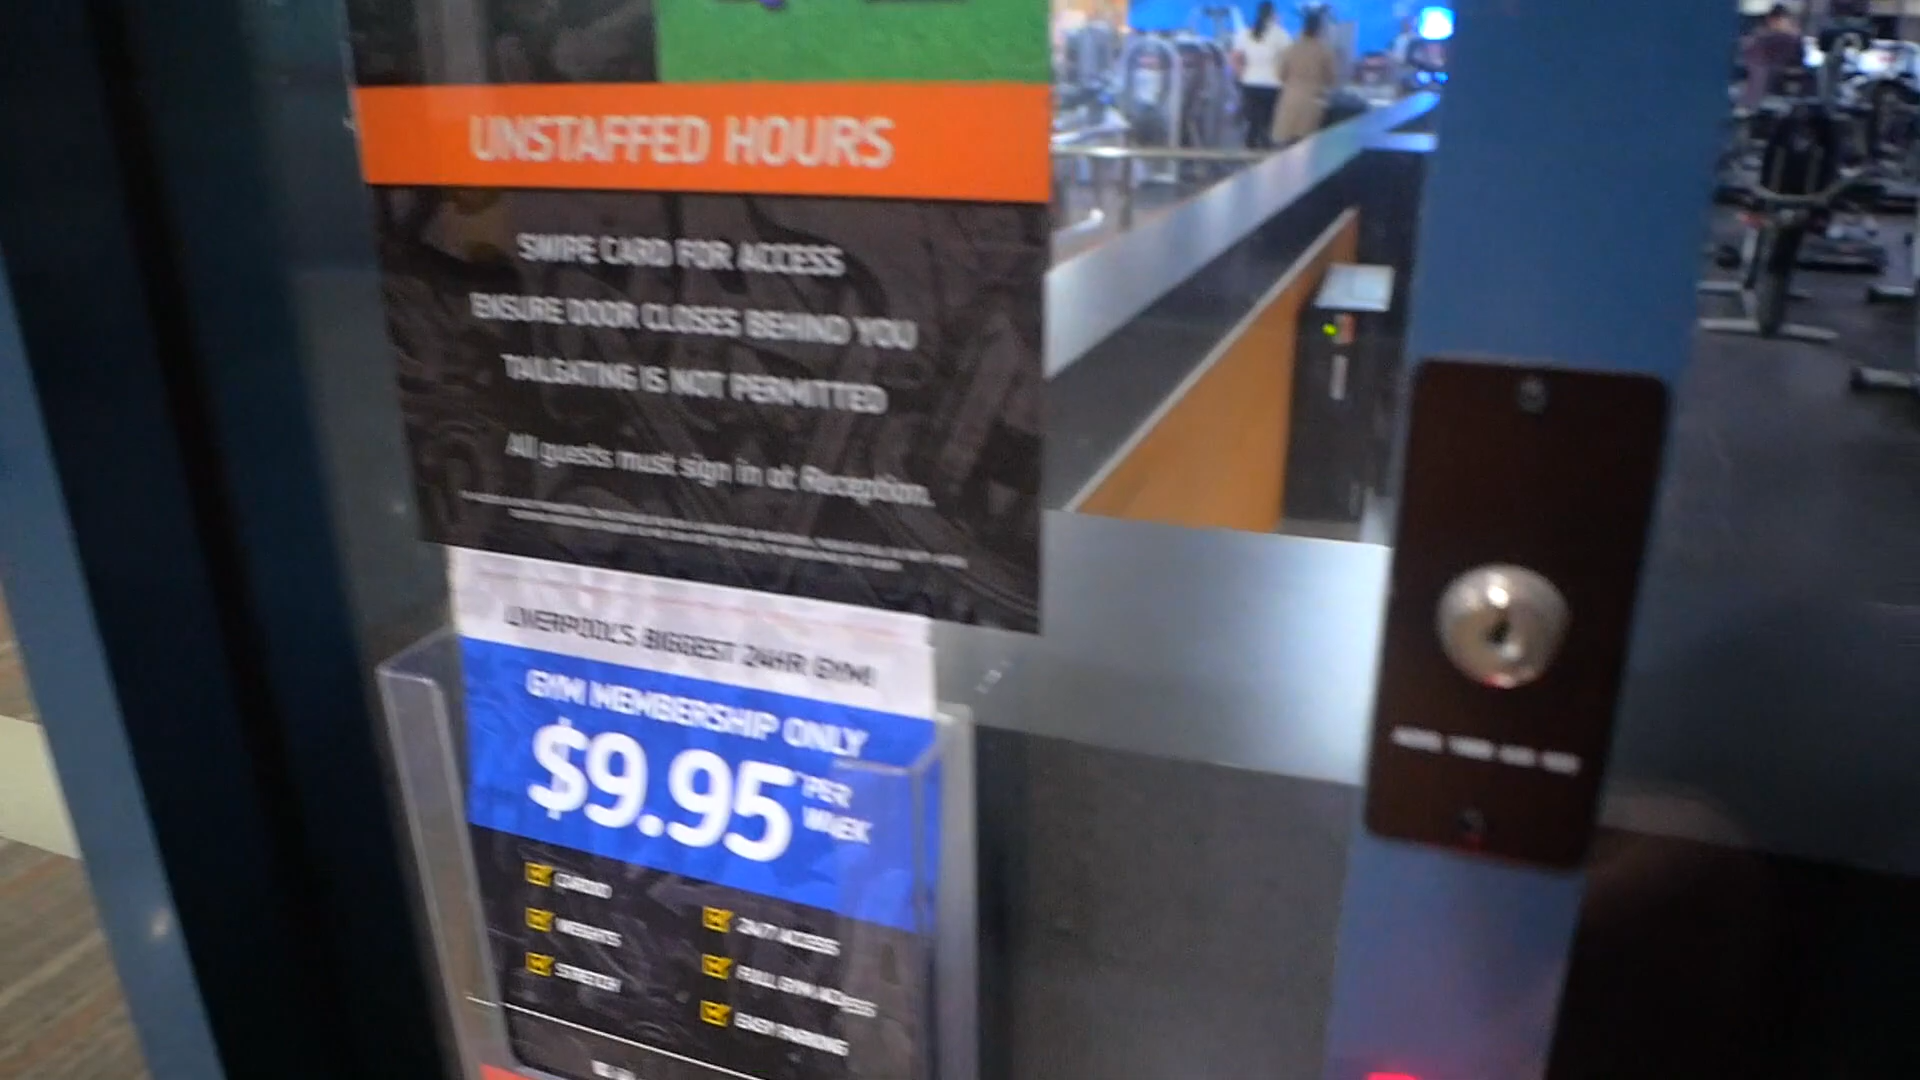 UNSTAFFED HOURS
SWIPE CARD FOR ACCESS
ENSURE DOOR CLOSES BEHIND YOU
TAILGATING IS NOT PERMITTED
All guests must sign in at Reception.
LIVERPOOL'S BIGGEST 24HR GYM!
GYM MEMBERSHIP ONLY
$9.95 PER
WEEK
CARDIO
WEIGHTS
STRETCH
24/7 ACCESS
FULL GYM ACCESS
EASY PARKING